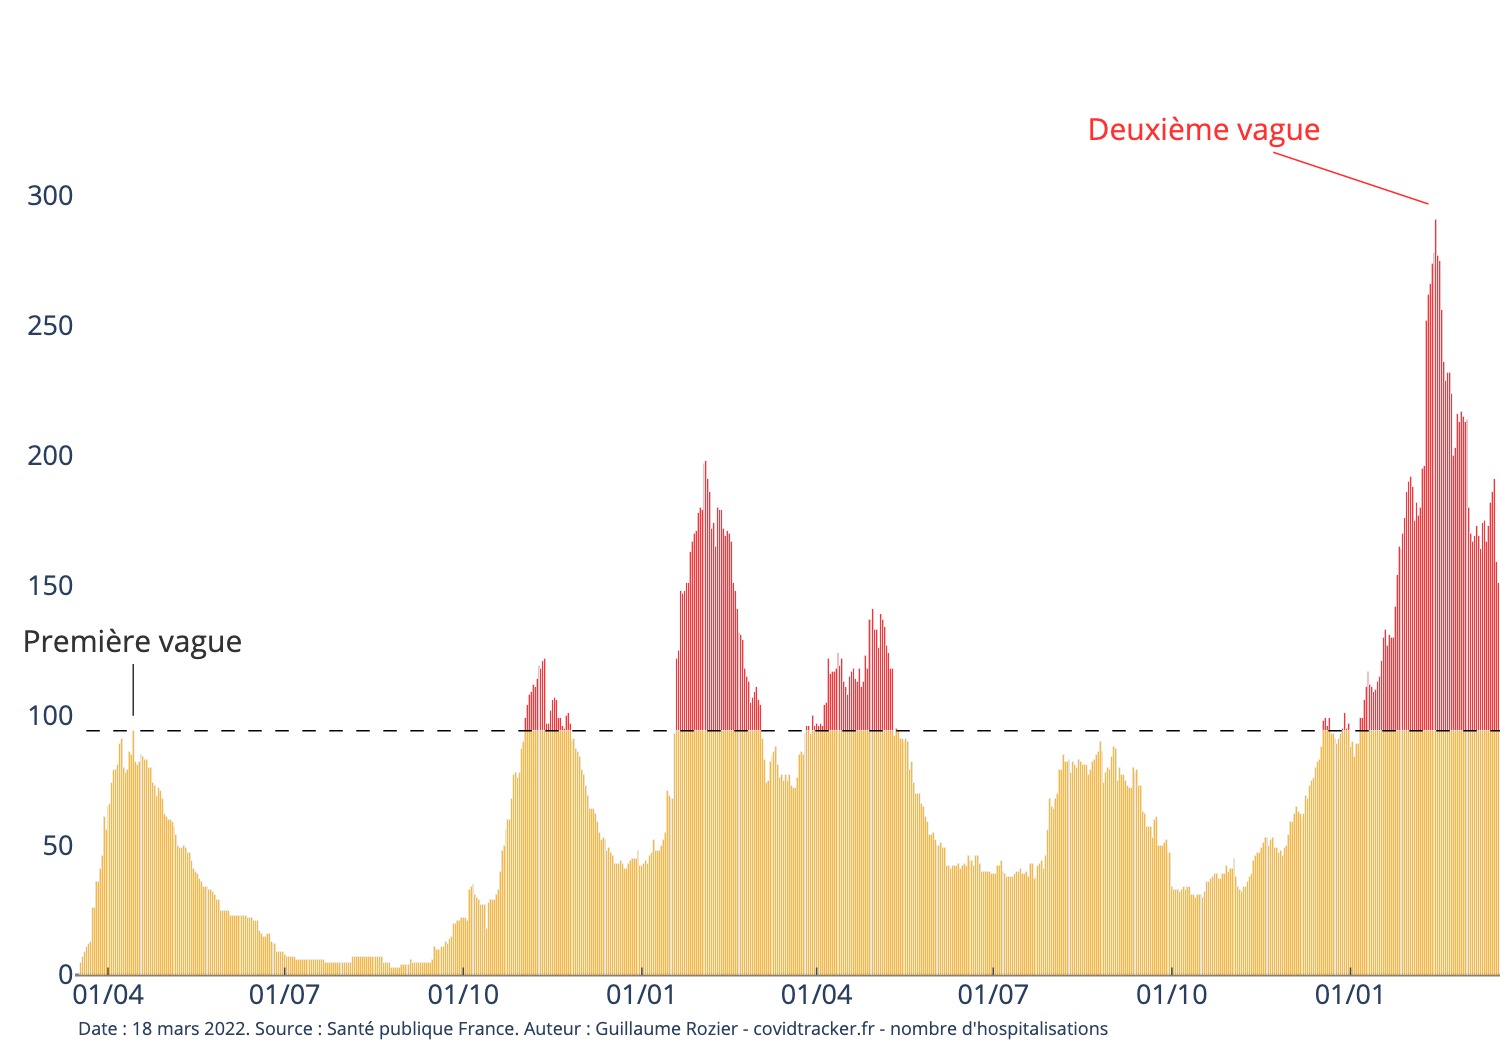 Deuxième vague
300
250
200
150
Première vague
100
50
0
01/04 01/07 01/10 01/01 01/04 01/07 01/10 01/01
Date : 18 mars 2022. Source : Santé publique France. Auteur : Guillaume Rozier - covidtracker.fr - nombre d'hospitalisations